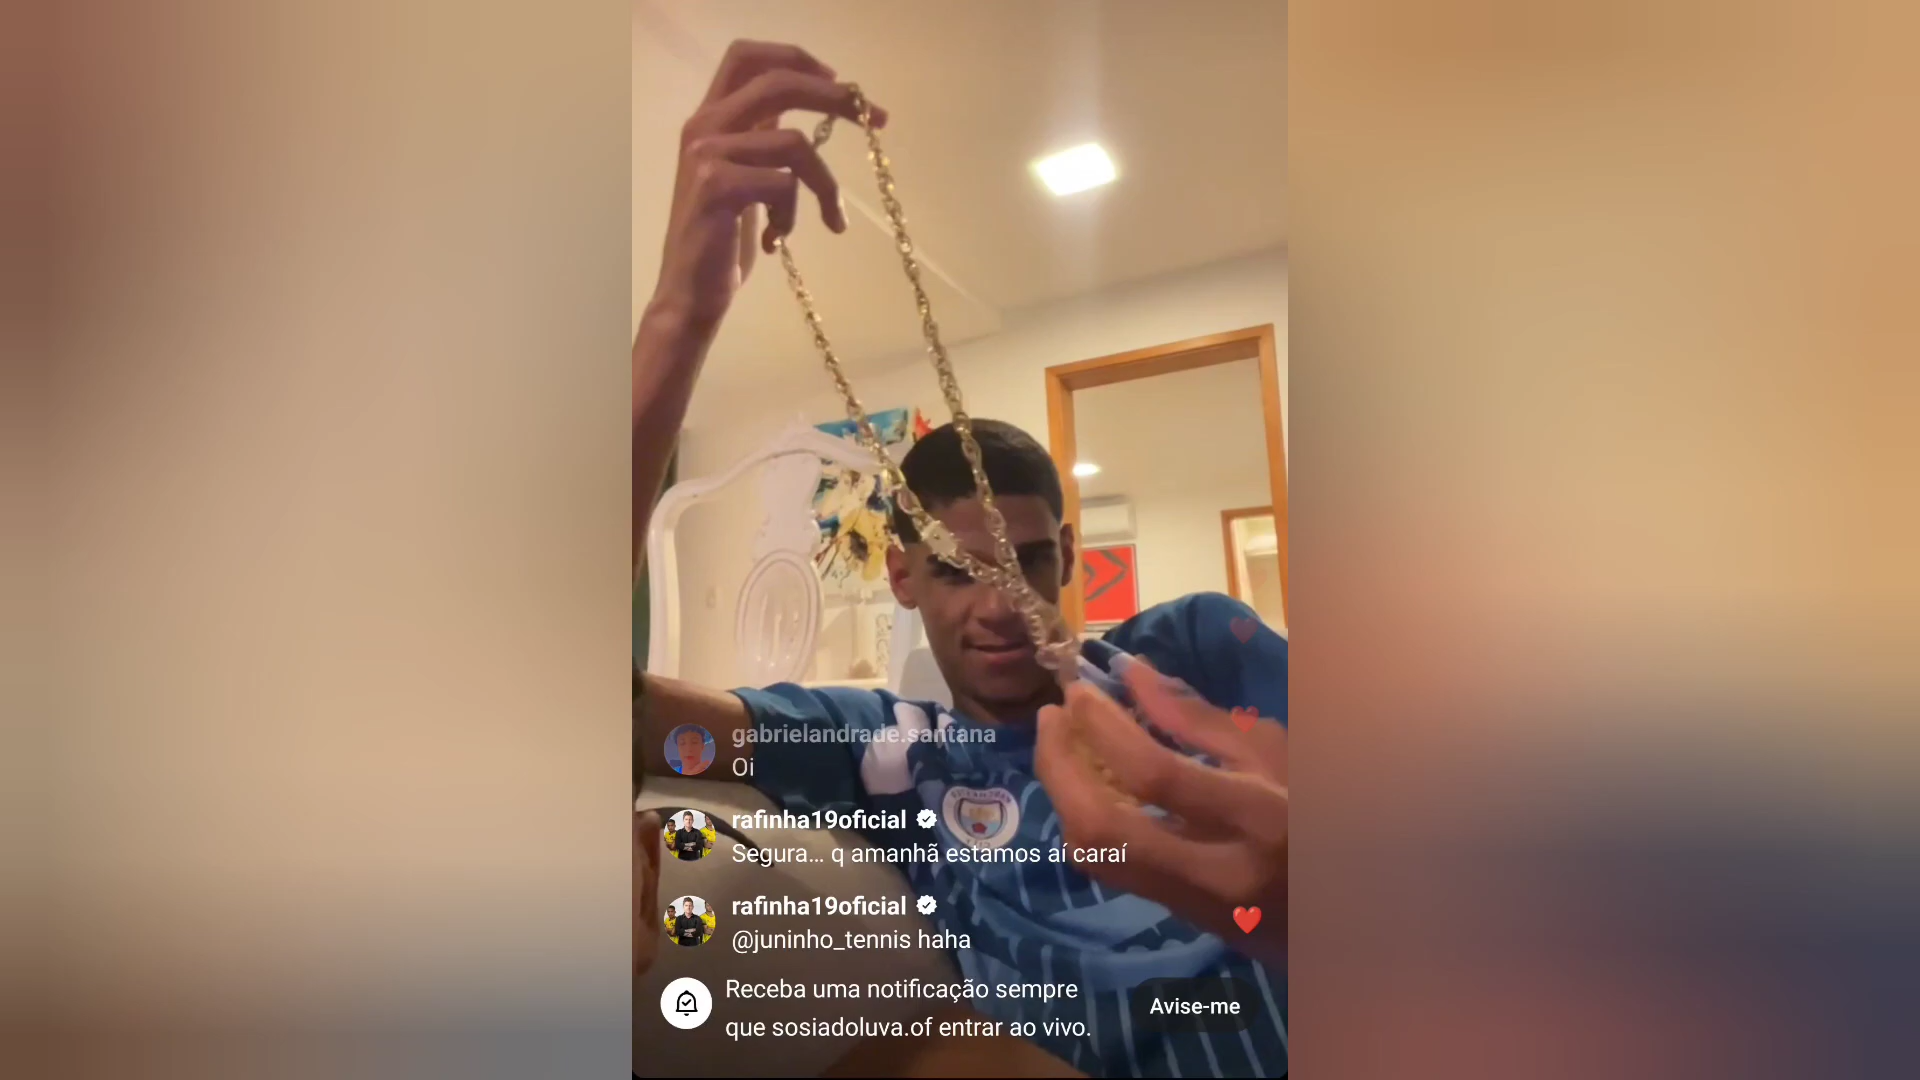 gabrielandrade.santana
Oi
rafinha19oficial
Segura... q amanhã estamos aí caraí
rafinha19oficial
@juninho_tennis haha
Receba uma notificação sempre
que sosiadoluva.of entrar ao vivo.
Avise-me